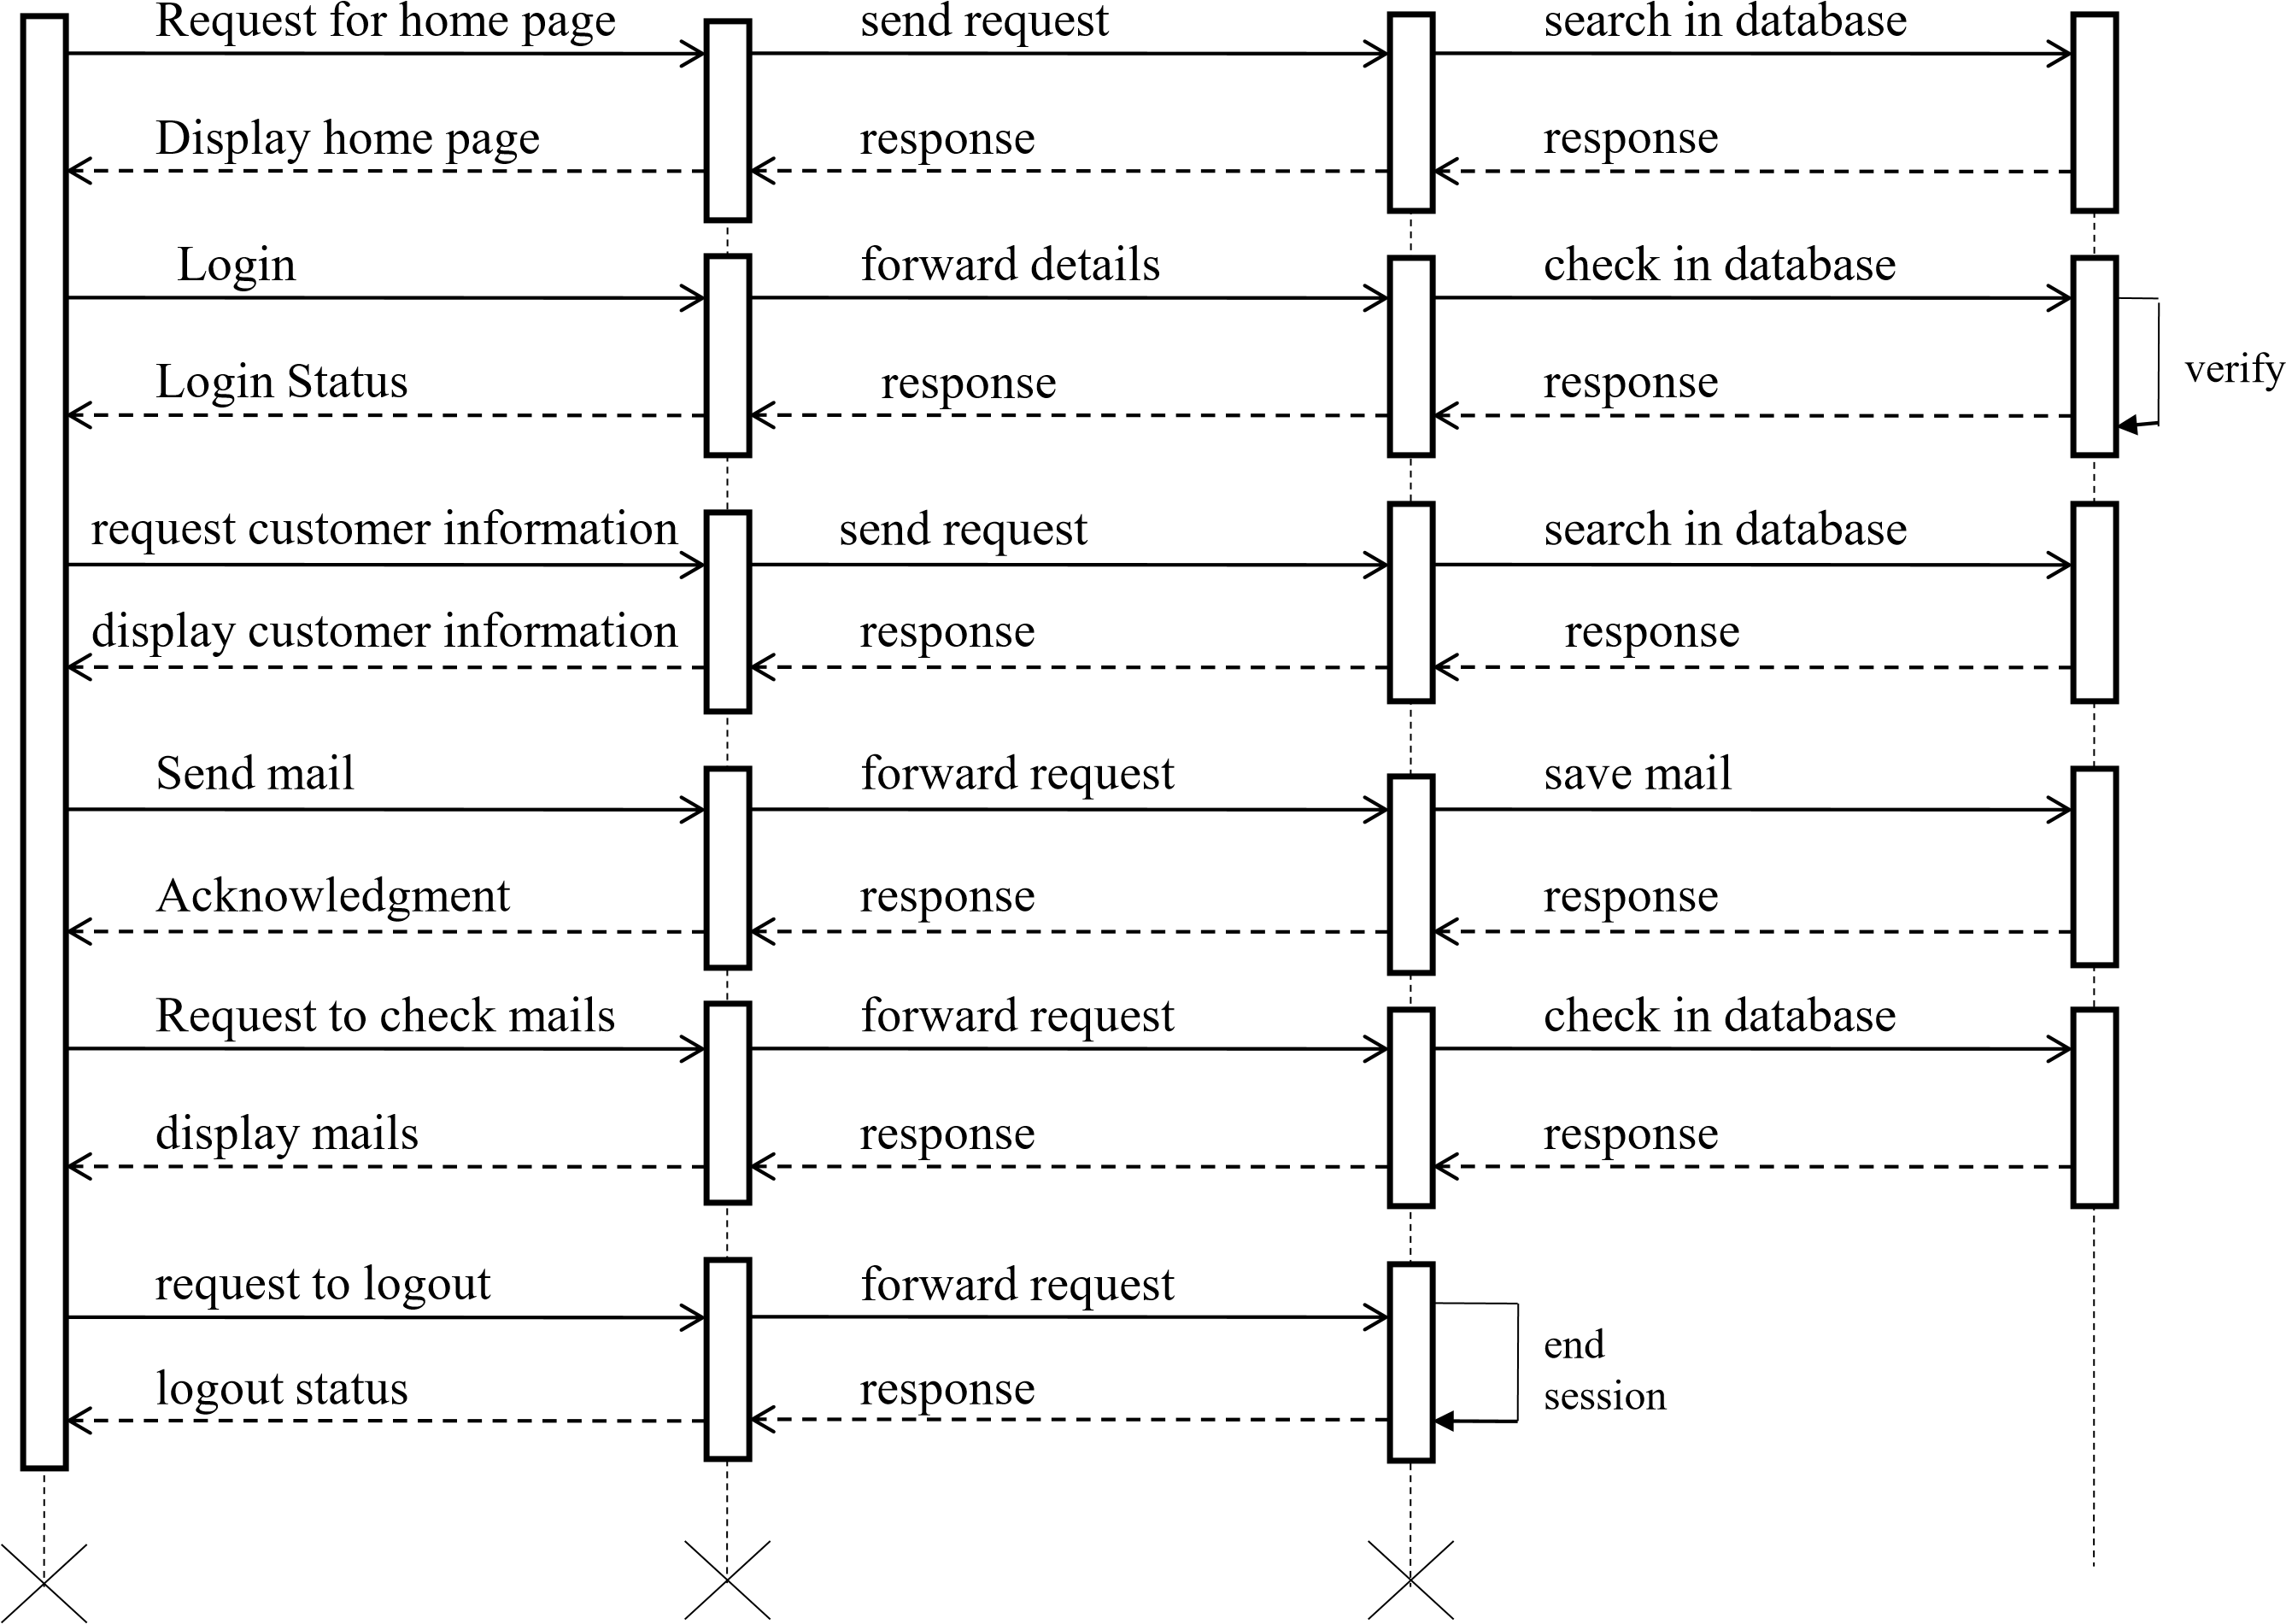 Request for home page
send request
search in database
Display home page
response
response
Login
forward details
check in database
verify
Login Status
response
response
request customer information
send request
search in database
display customer information
response
response
Send mail
forward request
save mail
Acknowledgment
response
response
Request to check mails
forward request
check in database
display mails
response
response
request to logout
forward request
end
session
logout status
response